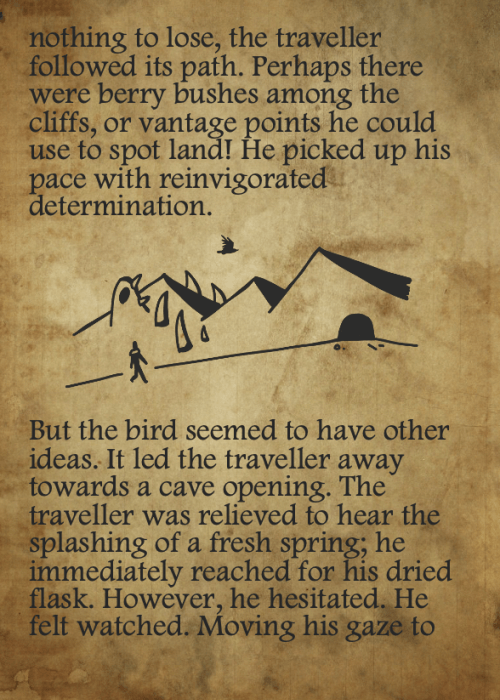 nothing to lose, the traveller
followed its path. Perhaps there
were berry bushes among the
cliffs, or vantage points he could
use to spot land! He picked up his
pace with reinvigorated
determination.
But the bird seemed to have other
ideas. It led the traveller away
towards a cave opening. The
traveller was relieved to hear the
splashing of a fresh spring; he
immediately reached for his dried
flask. However, he hesitated. He
felt watched. Moving his gaze to